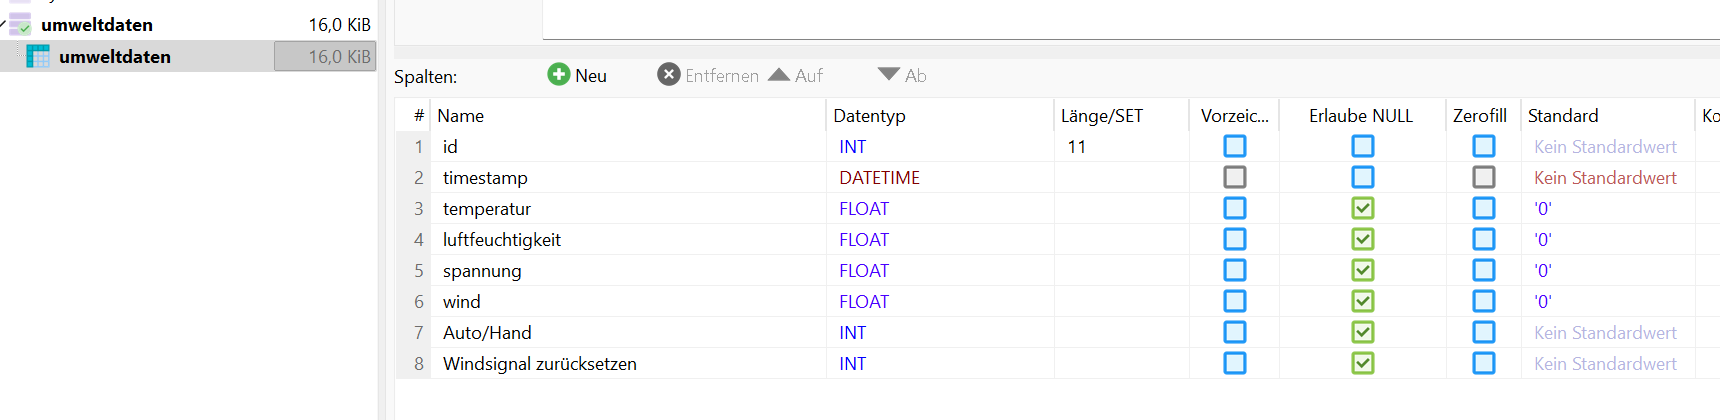 umweltdaten 16,0 KiB
umweltdaten 16,0 KiB
Spalten: Neu Entfernen Auf Ab
# Name Datentyp Länge/SET Vorzeic... Erlaube NULL Zerofill Standard Ko
1 id INT 11 Kein Standardwert
2 timestamp DATETIME Kein Standardwert
3 temperatur FLOAT '0'
4 luftfeuchtigkeit FLOAT '0'
5 spannung FLOAT '0'
6 wind FLOAT '0'
7 Auto/Hand INT Kein Standardwert
8 Windsignal zurücksetzen INT Kein Standardwert